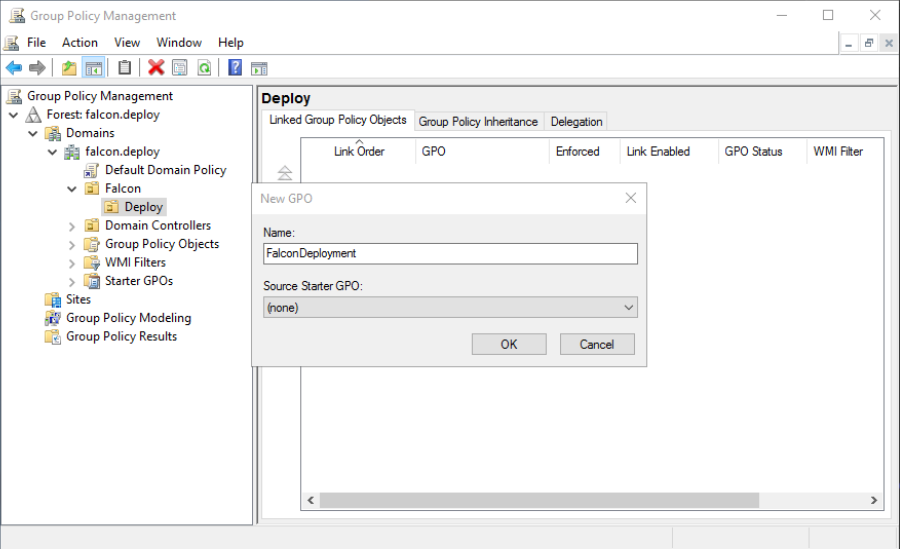 Group Policy Management
File Action View Window Help
Group Policy Management
Forest: falcon.deploy
Domains
falcon.deploy
Default Domain Policy
Falcon
Deploy
Domain Controllers
Group Policy Objects
WMI Filters
Starter GPOs
Sites
Group Policy Modeling
Group Policy Results
Deploy
Linked Group Policy Objects Group Policy Inheritance Delegation
Link Order GPO Enforced Link Enabled GPO Status WMI Filter
New GPO
Name:
FalconDeployment
Source Starter GPO:
(none)
OK Cancel